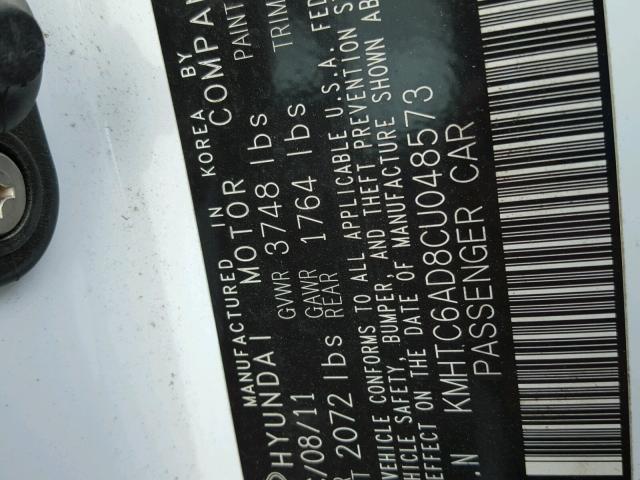 MANUFACTURED IN KOREA BY
HYUNDAI MOTOR COMPAN
/08/11 GVWR 3748 lbs PAINT
GAWR REAR 1764 lbs TRIM
2072 lbs
VEHICLE CONFORMS TO ALL APPLICABLE U.S.A. FED
SAFETY, BUMPER, AND THEFT PREVENTION S
EFFECT ON THE DATE OF MANUFACTURE SHOWN AB
KMHTC6AD8CU048573
PASSENGER CAR